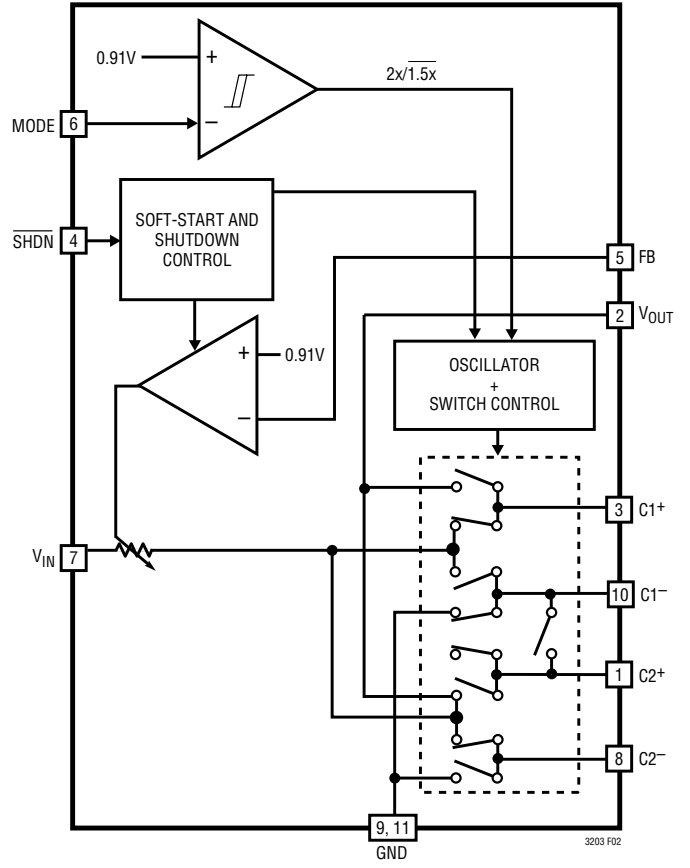 0.91V
+
−
2x/1.5x
MODE
6
SHDN
4
SOFT-START AND
SHUTDOWN
CONTROL
5
FB
2
VOUT
+
0.91V
−
OSCILLATOR
+
SWITCH CONTROL
3
C1+
VIN
7
10
C1−
1
C2+
8
C2−
9, 11
GND
3203 F02